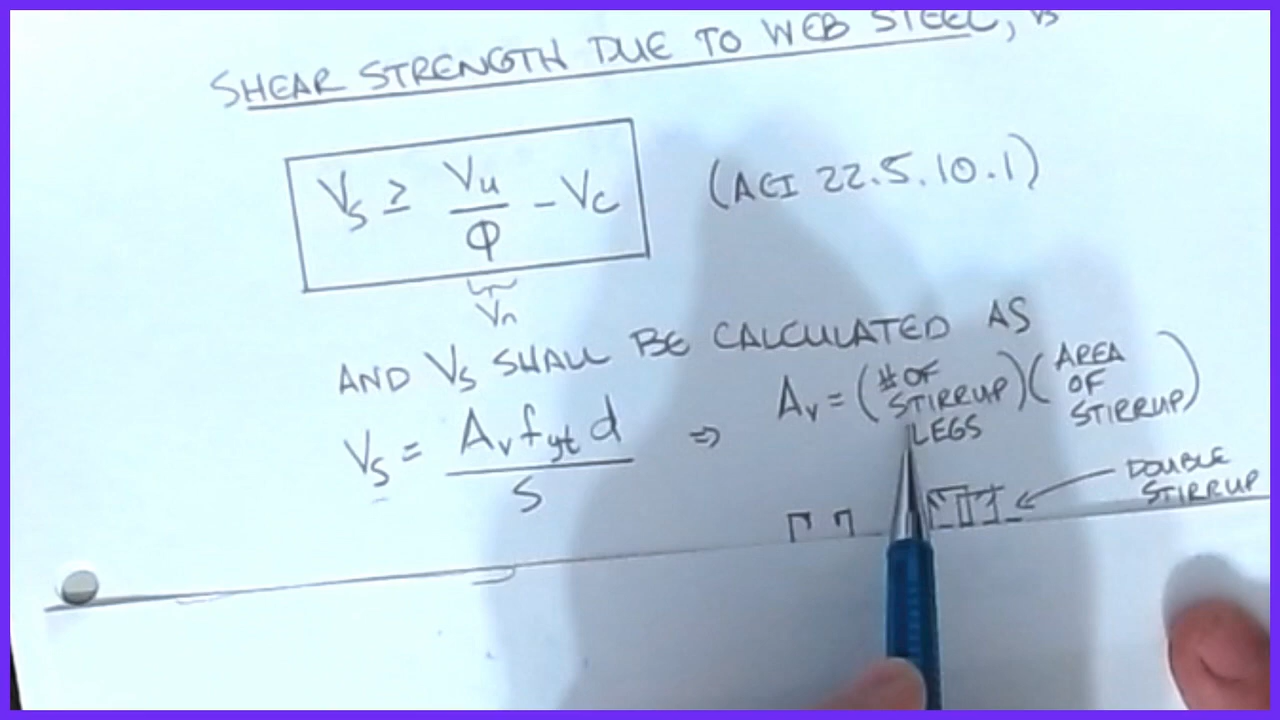 SHEAR STRENGTH DUE TO WEB STEEL, Vs
Vs ≥ Vu/Φ - Vc (ACI 22.5.10.1)
Vn
AND Vs SHALL BE CALCULATED AS
Vs = Av fyt d / S ⇒ Av = (# OF STIRRUP LEGS)(AREA OF STIRRUP)
DOUBLE
STIRRUP